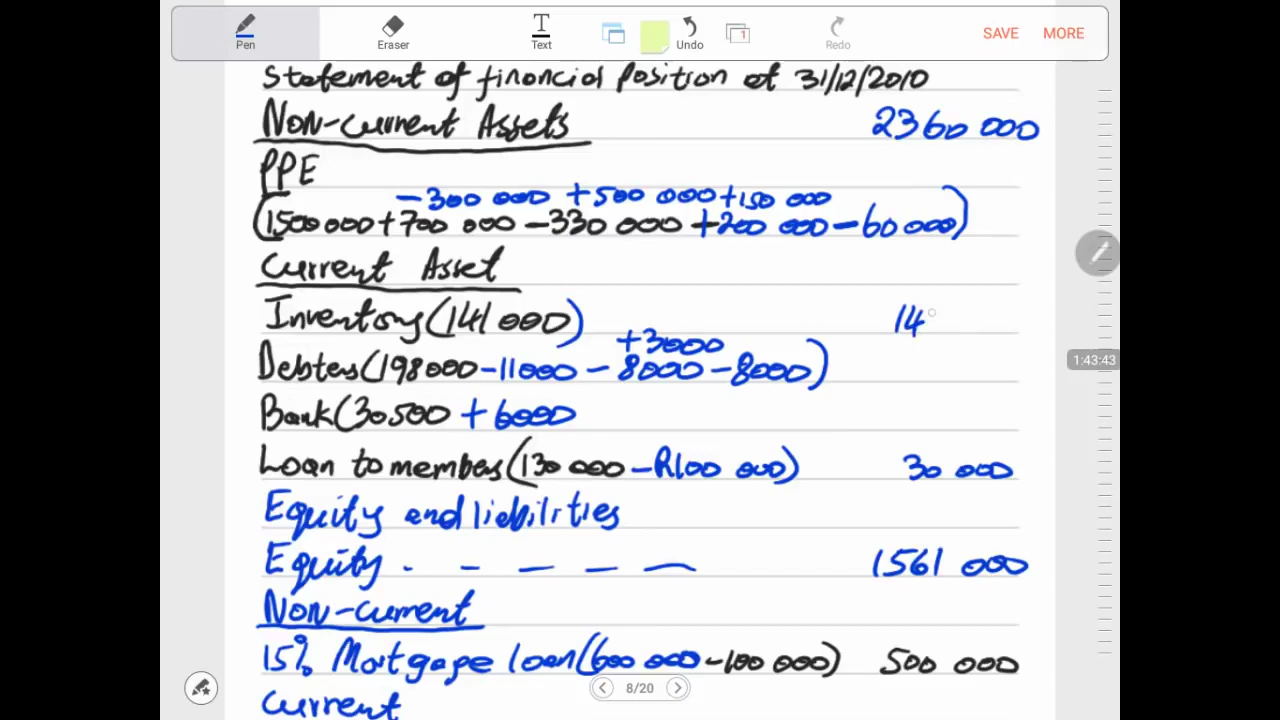 Pen
Eraser
T
Text
Undo
1
Redo
SAVE
MORE
Statement of financial position at 31/12/2010
Non-current Assets 2360 000
PPE
- 300 000 + 500 000 + 150 000
(1500 000 + 700 000 - 330 000 + 200 000 - 60 000)
Current Asset
Inventory (141 000) 14
+ 3000
Debters (198000 - 11000 - 8000 - 8000)
Bank (30 500 + 6000
Loan to members (130 000 - R100 000) 30 000
Equity and liebilities
Equity . - - - - 1561 000
Non-current
15% Mortgage loan (600 000 - 100 000) 500 000
Current
8/20
1:43:43